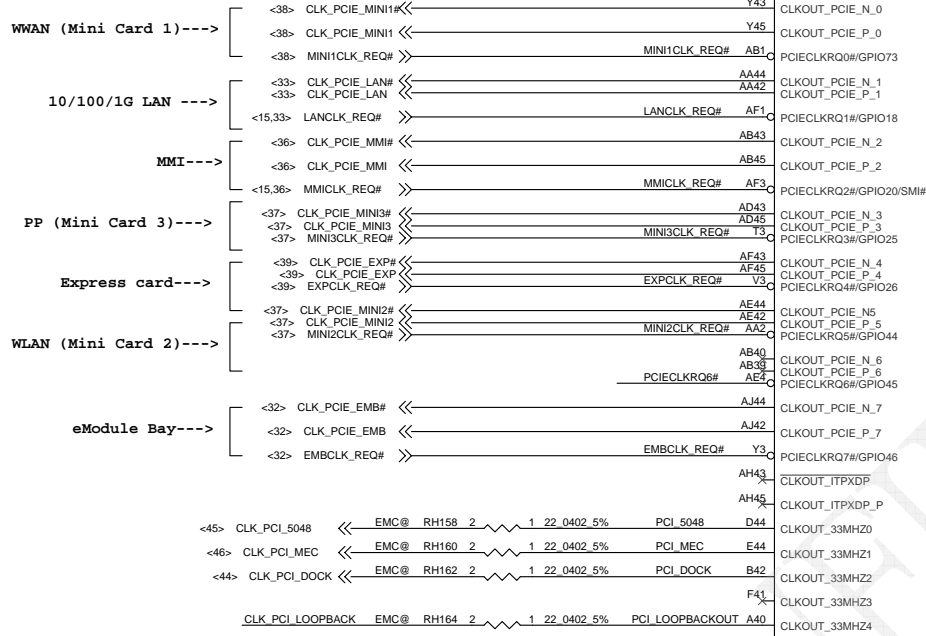 <38> CLK_PCIE_MINI1# Y43 CLKOUT_PCIE_N_0
WWAN (Mini Card 1)---> <38> CLK_PCIE_MINI1 Y45 CLKOUT_PCIE_P_0
<38> MINI1CLK_REQ# MINI1CLK_REQ# AB1 PCIECLKRQ0#/GPIO73
<33> CLK_PCIE_LAN# AA44 CLKOUT_PCIE_N_1
<33> CLK_PCIE_LAN AA42 CLKOUT_PCIE_P_1
10/100/1G LAN --->
<15,33> LANCLK_REQ# LANCLK_REQ# AF1 PCIECLKRQ1#/GPIO18
<36> CLK_PCIE_MMI# AB43 CLKOUT_PCIE_N_2
MMI---> <36> CLK_PCIE_MMI AB45 CLKOUT_PCIE_P_2
<15,36> MMICLK_REQ# MMICLK_REQ# AF3 PCIECLKRQ2#/GPIO20/SMI#
<37> CLK_PCIE_MINI3# AD43 CLKOUT_PCIE_N_3
PP (Mini Card 3)---> <37> CLK_PCIE_MINI3 AD45 CLKOUT_PCIE_P_3
<37> MINI3CLK_REQ# MINI3CLK_REQ# T3 PCIECLKRQ3#/GPIO25
<39> CLK_PCIE_EXP# AF43 CLKOUT_PCIE_N_4
<39> CLK_PCIE_EXP AF45 CLKOUT_PCIE_P_4
Express card---> <39> EXPCLK_REQ# EXPCLK_REQ# V3 PCIECLKRQ4#/GPIO26
<37> CLK_PCIE_MINI2# AE44 CLKOUT_PCIE_N5
<37> CLK_PCIE_MINI2 AE42 CLKOUT_PCIE_P_5
<37> MINI2CLK_REQ# MINI2CLK_REQ# AA2 PCIECLKRQ5#/GPIO44
WLAN (Mini Card 2)--->
AB40 CLKOUT_PCIE_N_6
AB39 CLKOUT_PCIE_P_6
PCIECLKRQ6# AE4 PCIECLKRQ6#/GPIO45
<32> CLK_PCIE_EMB# AJ44 CLKOUT_PCIE_N_7
eModule Bay---> <32> CLK_PCIE_EMB AJ42 CLKOUT_PCIE_P_7
<32> EMBCLK_REQ# EMBCLK_REQ# Y3 PCIECLKRQ7#/GPIO46
AH43 CLKOUT_ITPXDP
AH45 CLKOUT_ITPXDP_P
<45> CLK_PCI_5048 EMC@ RH158 2 1 22_0402_5% PCI_5048 D44 CLKOUT_33MHZ0
<46> CLK_PCI_MEC EMC@ RH160 2 1 22_0402_5% PCI_MEC E44 CLKOUT_33MHZ1
<44> CLK_PCI_DOCK EMC@ RH162 2 1 22_0402_5% PCI_DOCK B42 CLKOUT_33MHZ2
F41 CLKOUT_33MHZ3
CLK_PCI_LOOPBACK EMC@ RH164 2 1 22_0402_5% PCI_LOOPBACKOUT A40 CLKOUT_33MHZ4